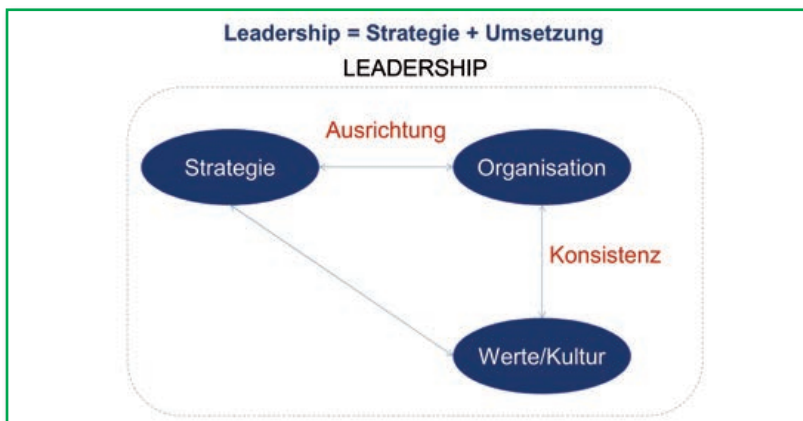 Leadership = Strategie + Umsetzung
LEADERSHIP
Ausrichtung
Strategie
Organisation
Konsistenz
Werte/Kultur